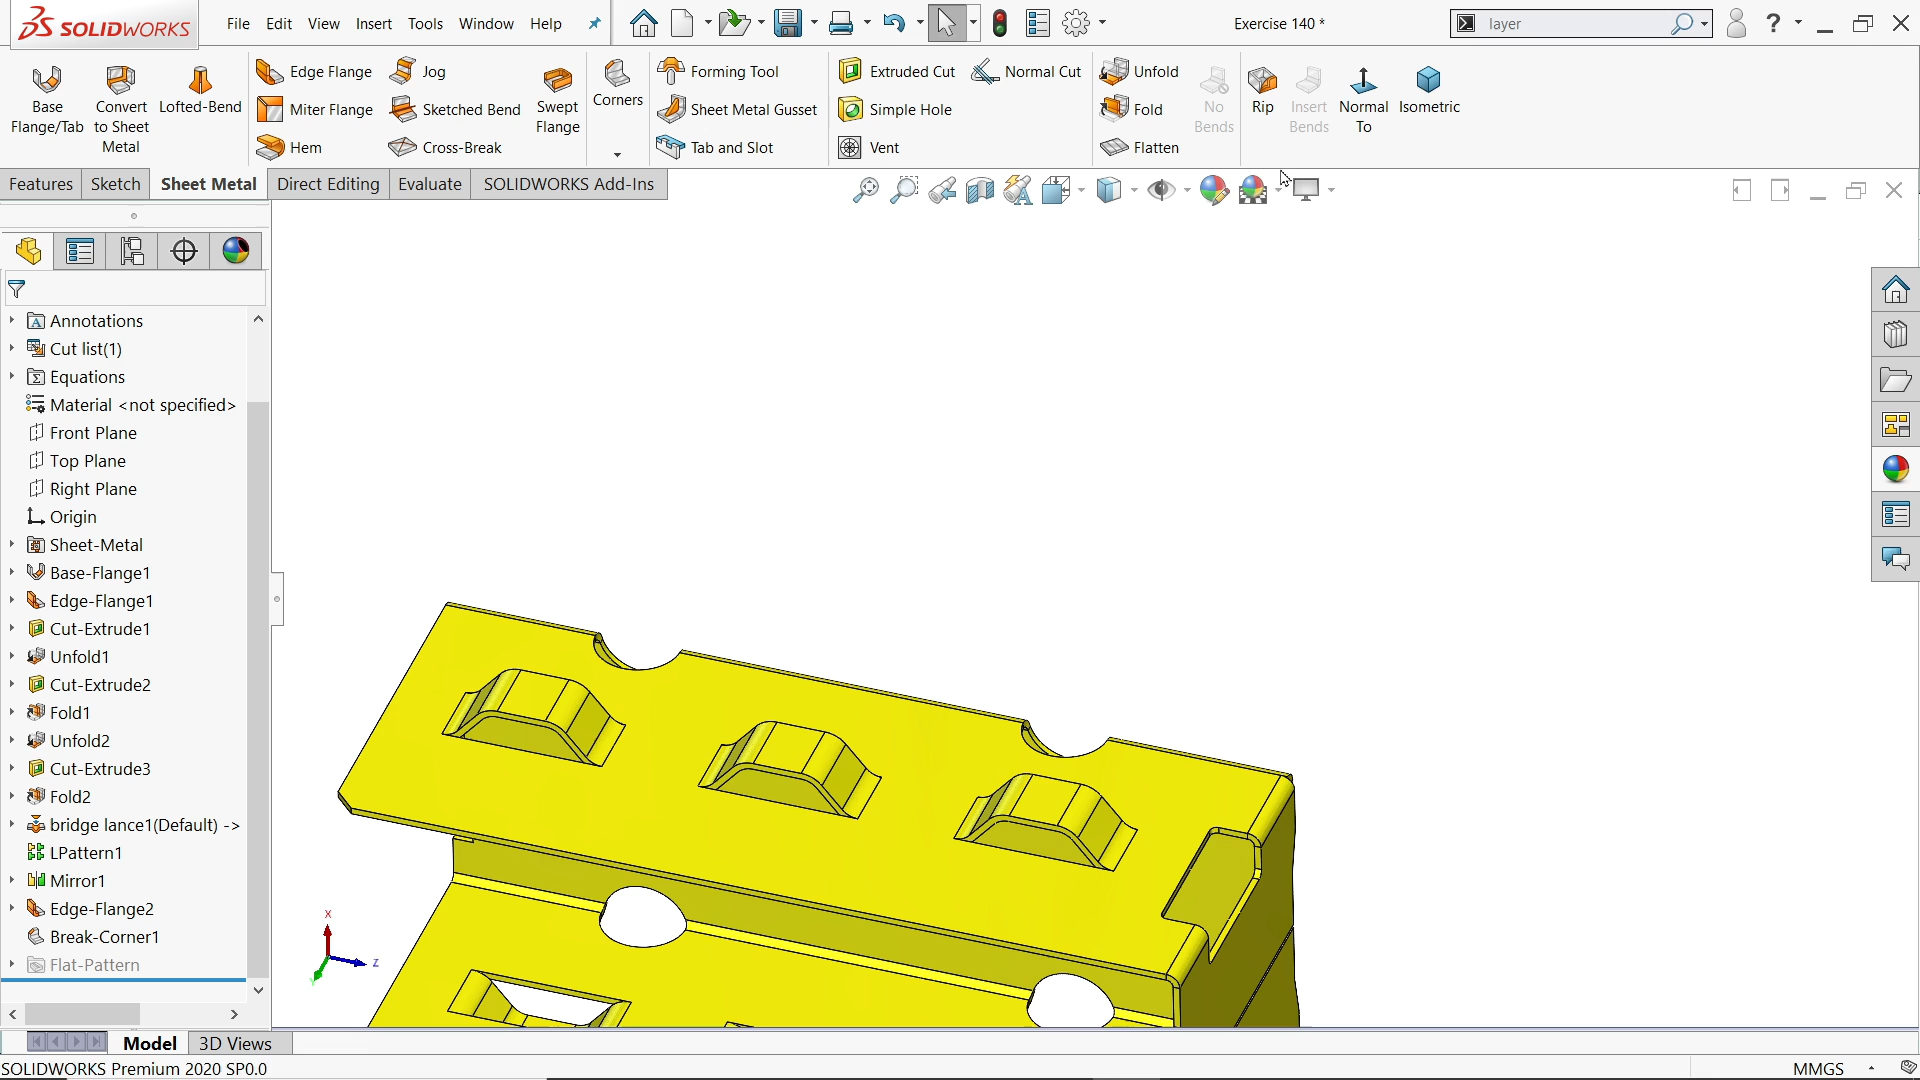 SOLIDWORKS
File Edit View Insert Tools Window Help
Exercise 140 *
layer
?
Base Flange/Tab
Convert to Sheet Metal
Lofted-Bend
Edge Flange
Miter Flange
Hem
Jog
Sketched Bend
Cross-Break
Swept Flange
Corners
Forming Tool
Sheet Metal Gusset
Tab and Slot
Extruded Cut
Simple Hole
Vent
Normal Cut
Unfold
Fold
Flatten
No Bends
Rip
Insert Bends
Normal To
Isometric
Features Sketch Sheet Metal Direct Editing Evaluate SOLIDWORKS Add-Ins
Annotations
Cut list(1)
Equations
Material <not specified>
Front Plane
Top Plane
Right Plane
Origin
Sheet-Metal
Base-Flange1
Edge-Flange1
Cut-Extrude1
Unfold1
Cut-Extrude2
Fold1
Unfold2
Cut-Extrude3
Fold2
bridge lance1(Default) ->
LPattern1
Mirror1
Edge-Flange2
Break-Corner1
Flat-Pattern
X
Z
Y
Model 3D Views
SOLIDWORKS Premium 2020 SP0.0
MMGS